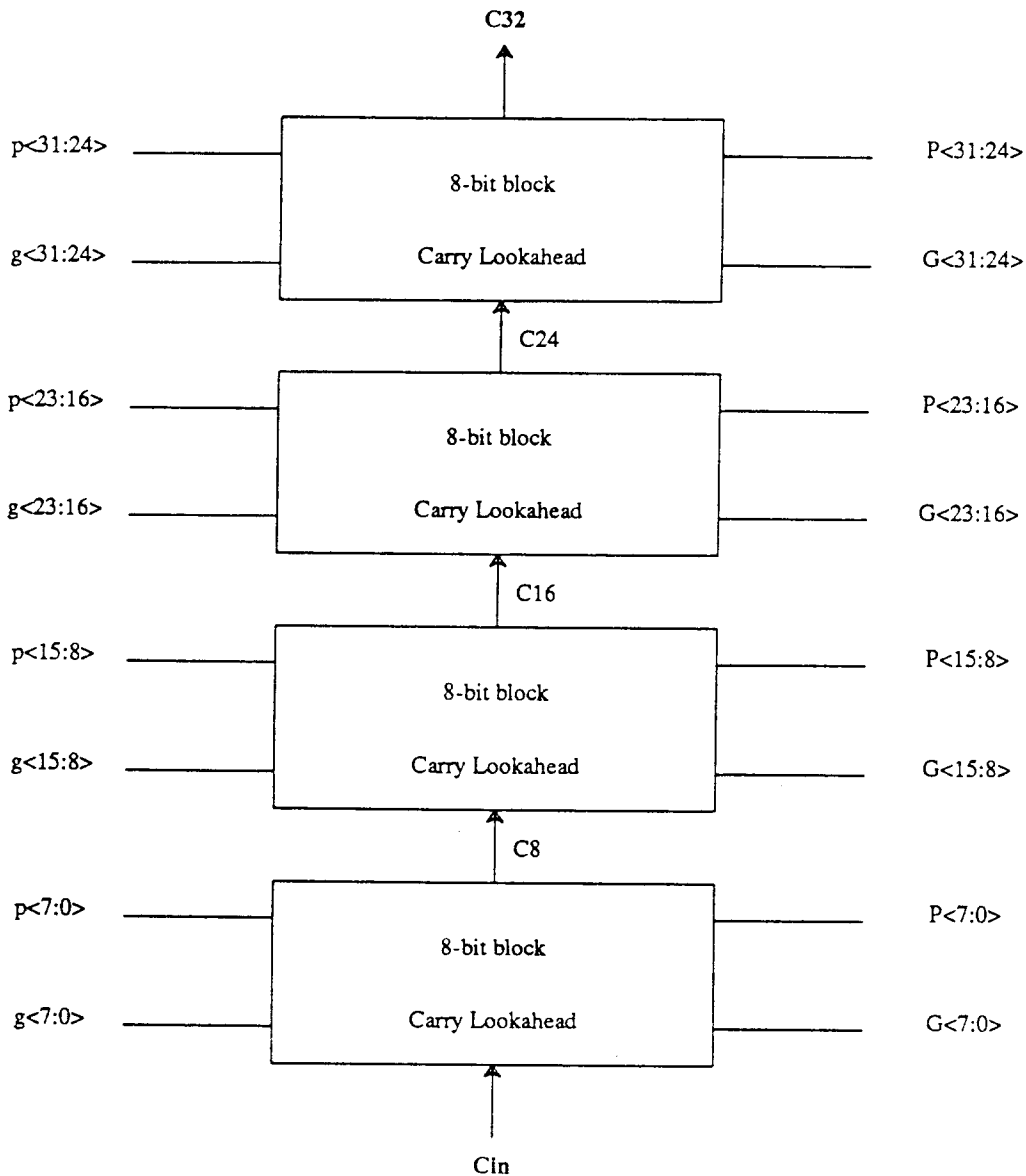 C32
p<31:24>
8-bit block
P<31:24>
g<31:24>
Carry Lookahead
G<31:24>
C24
p<23:16>
8-bit block
P<23:16>
g<23:16>
Carry Lookahead
G<23:16>
C16
p<15:8>
8-bit block
P<15:8>
g<15:8>
Carry Lookahead
G<15:8>
C8
p<7:0>
8-bit block
P<7:0>
g<7:0>
Carry Lookahead
G<7:0>
CIn